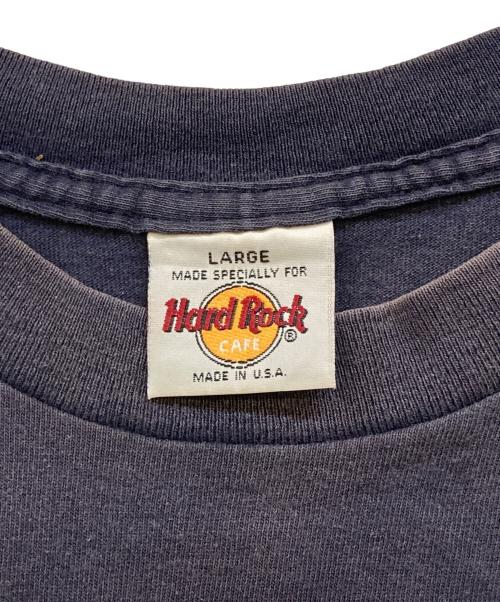 LARGE
MADE SPECIALLY FOR
Hard Rock
CAFE ®
MADE IN U.S.A.